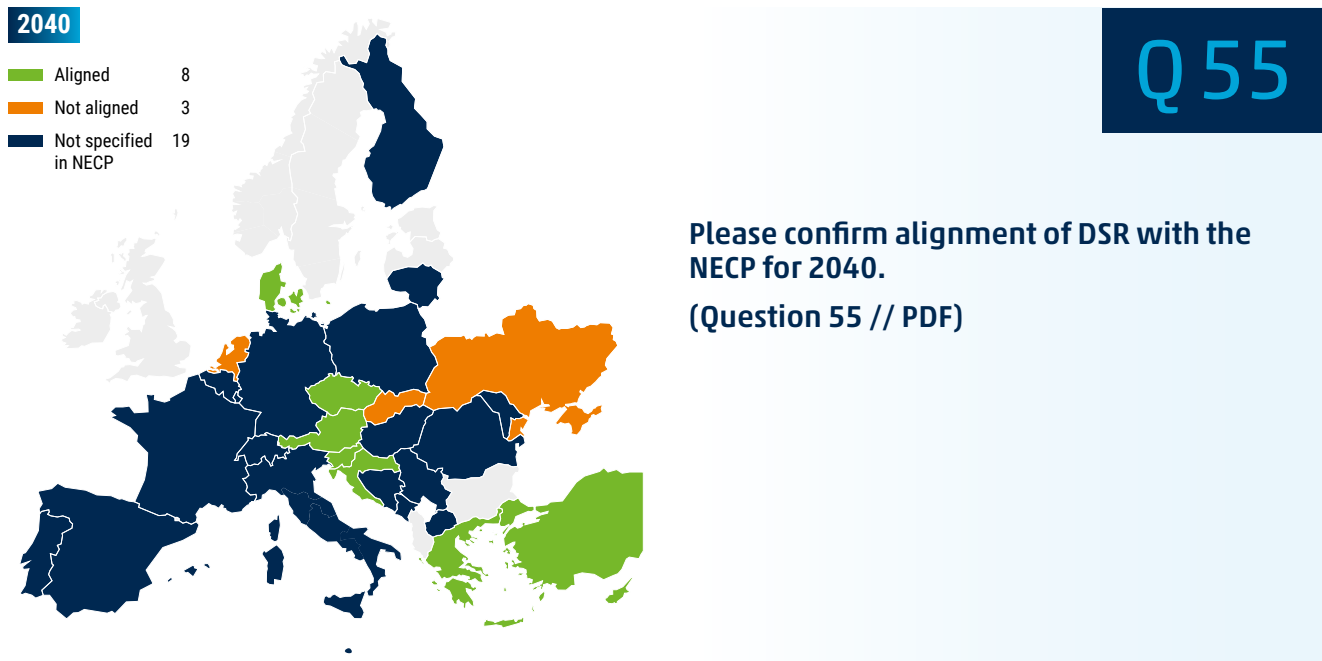 2040
Aligned 8
Not aligned 3
Not specified 19
in NECP
Q 55
Please confirm alignment of DSR with the
NECP for 2040.
(Question 55 // PDF)